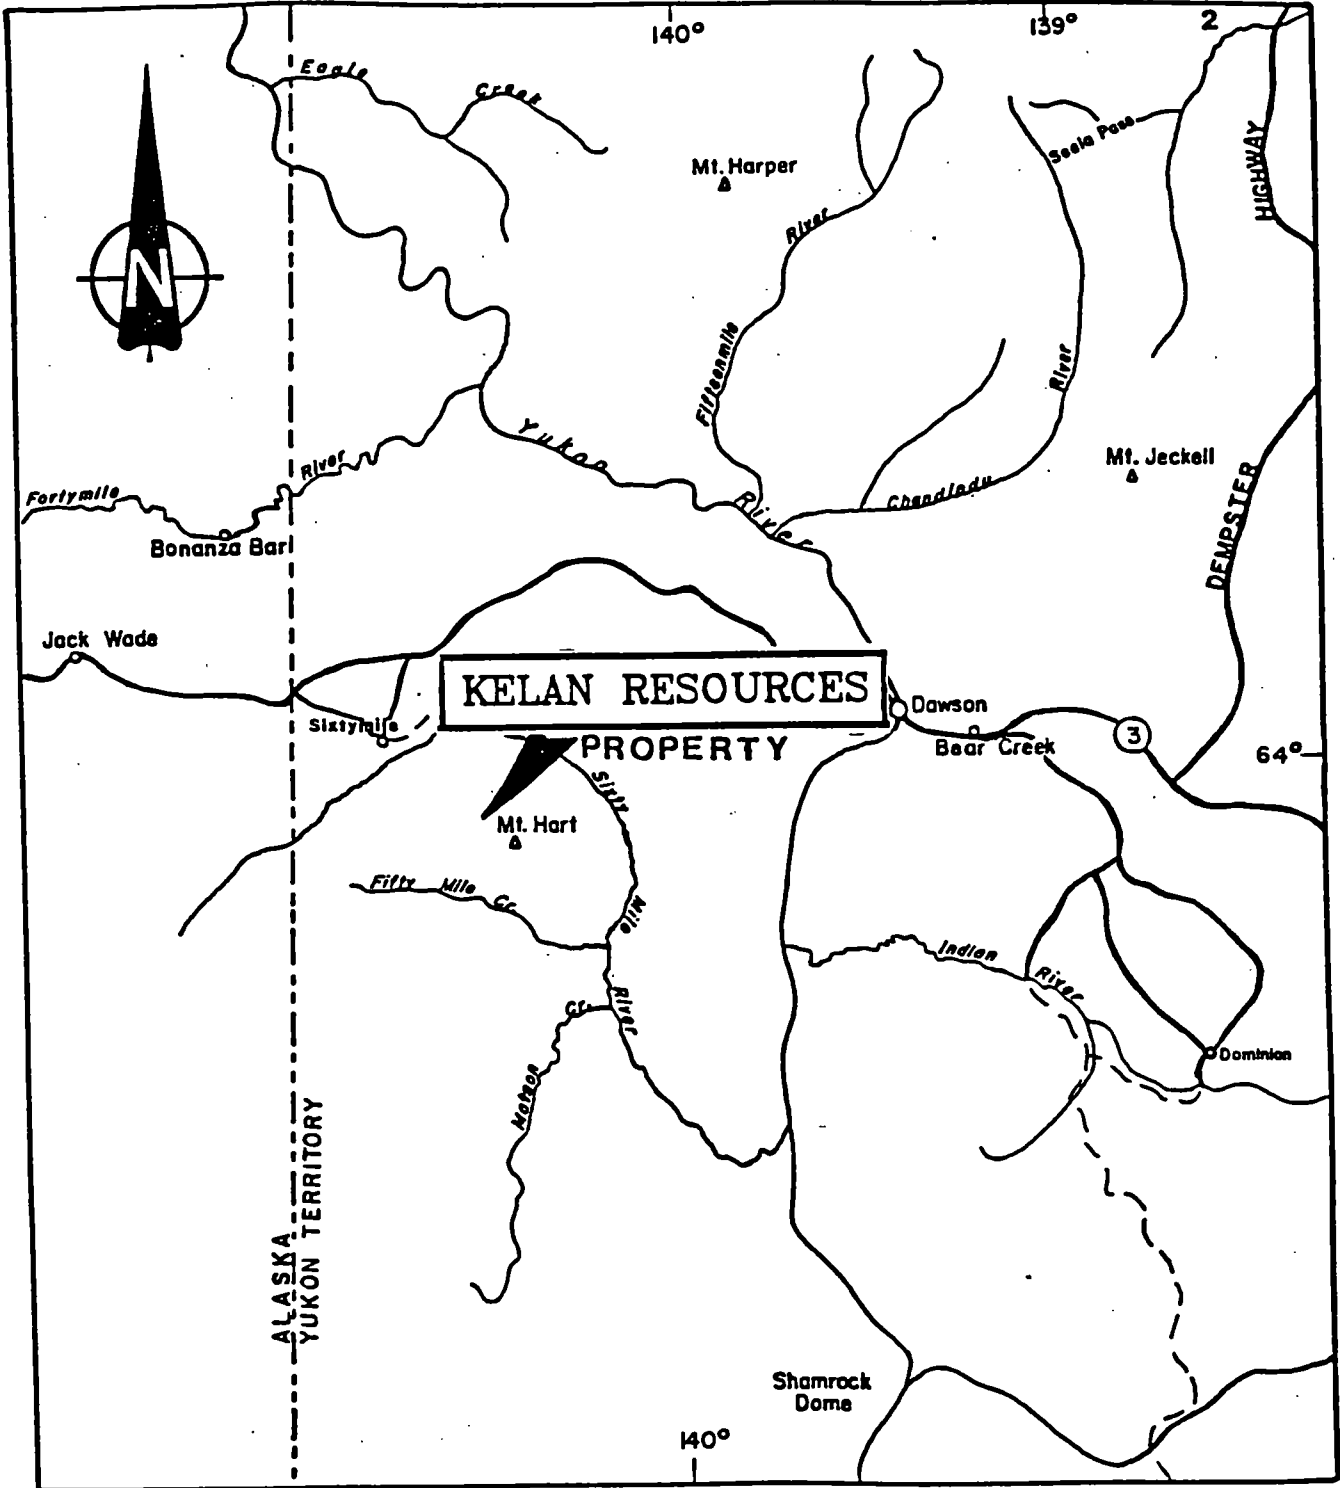 140°
139°
2
Eagle
Creek
Seela Pass
HIGHWAY
Mt. Harper
River
N
Fifteenmile
River
Yukon
River
Mt. Jeckell
DEMPSTER
Fortymile
River
Chandindu
Bonanza Bar
Jack Wade
KELAN RESOURCES
PROPERTY
Sixtymile
Dawson
Bear Creek
3
64°
Sixty
Mile
River
Mt. Hart
Fifty Mile Cr.
Indian
River
Cr.
Dominion
ALASKA
YUKON TERRITORY
Shamrock
Dome
140°